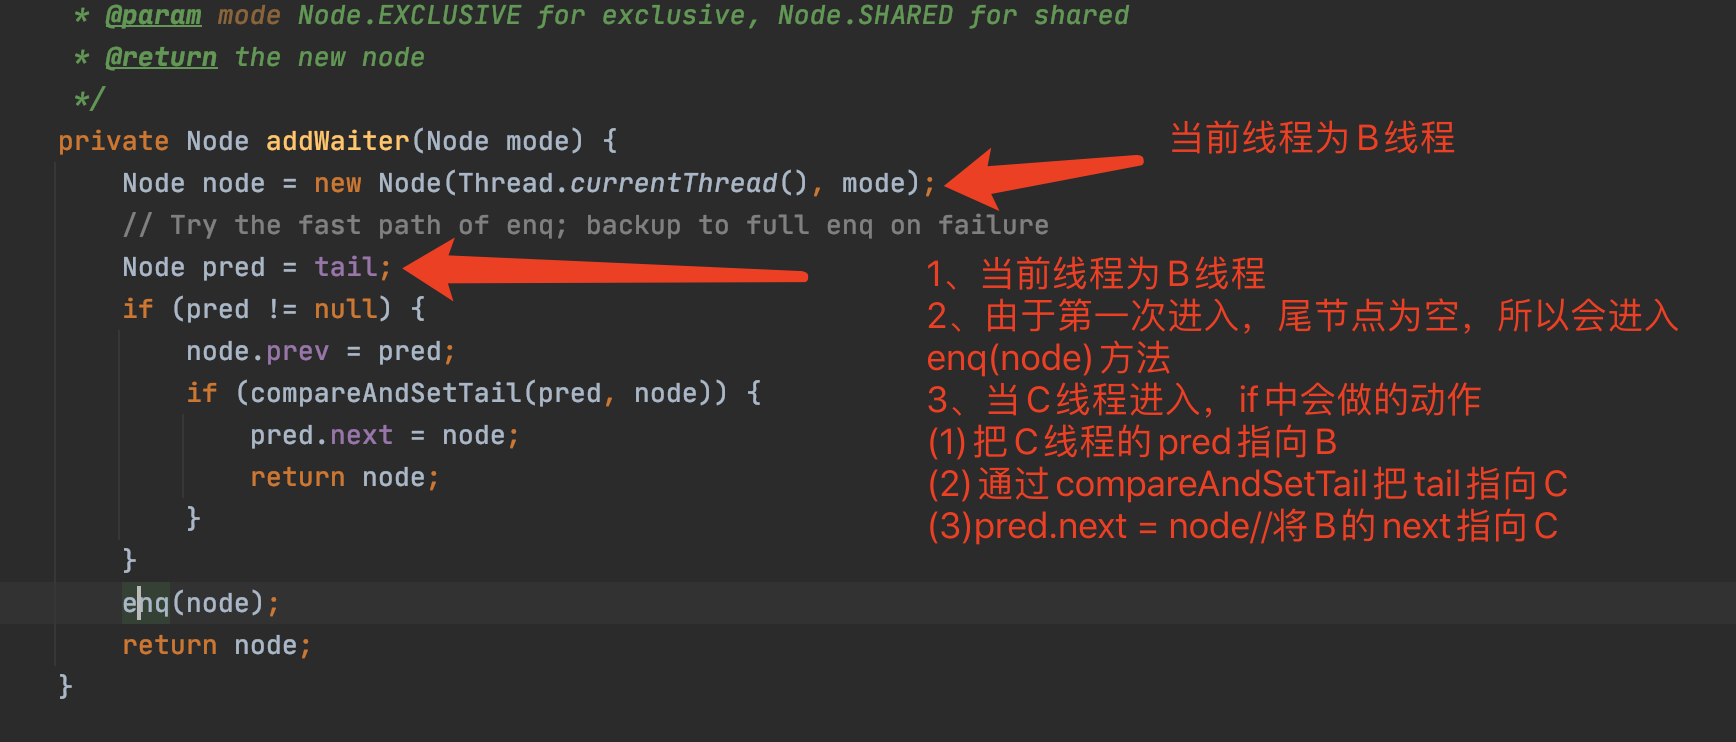 * @param mode Node.EXCLUSIVE for exclusive, Node.SHARED for shared
* @return the new node
*/
private Node addWaiter(Node mode) {
当前线程为B线程
Node node = new Node(Thread.currentThread(), mode);
// Try the fast path of enq; backup to full enq on failure
Node pred = tail;
if (pred != null) {
node.prev = pred;
if (compareAndSetTail(pred, node)) {
pred.next = node;
return node;
}
}
enq(node);
return node;
}
1、当前线程为B线程
2、由于第一次进入，尾节点为空，所以会进入
enq(node)方法
3、当C线程进入，if中会做的动作
(1)把C线程的pred指向B
(2)通过compareAndSetTail把tail指向C
(3)pred.next = node//将B的next指向C